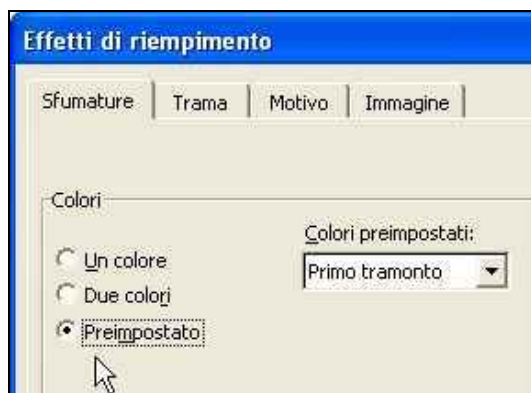 Effetti di riempimento
Sfumature Trama Motivo Immagine
Colori
Colori preimpostati:
Un colore
Primo tramonto
Due colori
Preimpostato